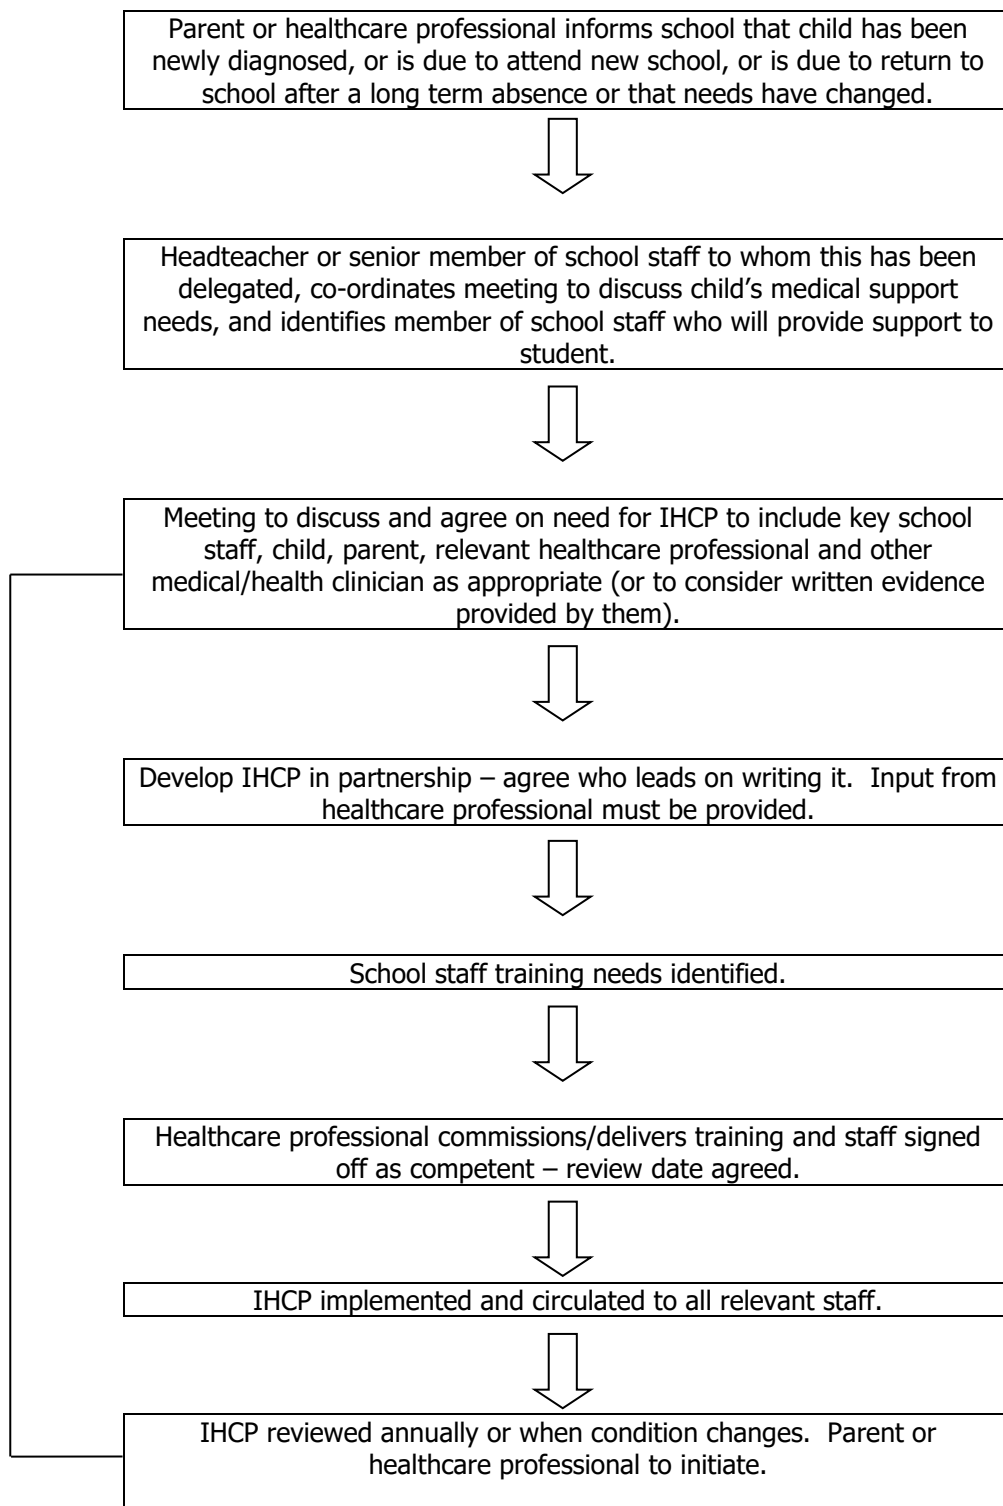 Parent or healthcare professional informs school that child has been
newly diagnosed, or is due to attend new school, or is due to return to
school after a long term absence or that needs have changed.
Headteacher or senior member of school staff to whom this has been
delegated, co-ordinates meeting to discuss child’s medical support
needs, and identifies member of school staff who will provide support to
student.
Meeting to discuss and agree on need for IHCP to include key school
staff, child, parent, relevant healthcare professional and other
medical/health clinician as appropriate (or to consider written evidence
provided by them).
Develop IHCP in partnership – agree who leads on writing it.  Input from
healthcare professional must be provided.
School staff training needs identified.
Healthcare professional commissions/delivers training and staff signed
off as competent – review date agreed.
IHCP implemented and circulated to all relevant staff.
IHCP reviewed annually or when condition changes.  Parent or
healthcare professional to initiate.